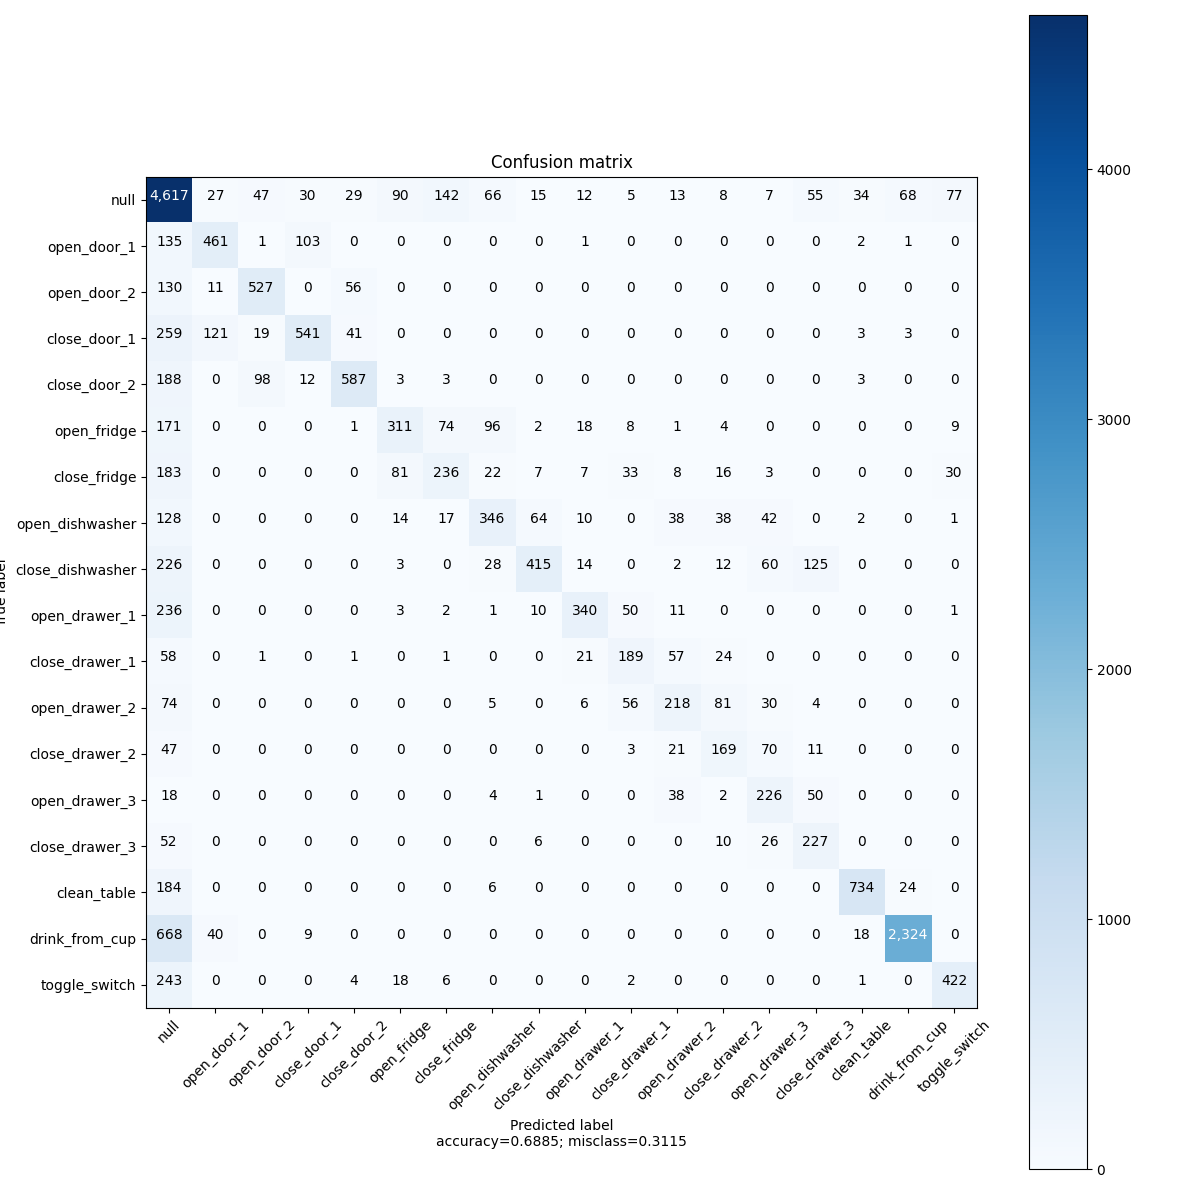 Confusion matrix
null 4,617 27 47 30 29 90 142 66 15 12 5 13 8 7 55 34 68 77
open_door_1 135 461 1 103 0 0 0 0 0 1 0 0 0 0 0 2 1 0
open_door_2 130 11 527 0 56 0 0 0 0 0 0 0 0 0 0 0 0 0
close_door_1 259 121 19 541 41 0 0 0 0 0 0 0 0 0 0 3 3 0
close_door_2 188 0 98 12 587 3 3 0 0 0 0 0 0 0 0 3 0 0
open_fridge 171 0 0 0 1 311 74 96 2 18 8 1 4 0 0 0 0 9
close_fridge 183 0 0 0 0 81 236 22 7 7 33 8 16 3 0 0 0 30
open_dishwasher 128 0 0 0 0 14 17 346 64 10 0 38 38 42 0 2 0 1
close_dishwasher 226 0 0 0 0 3 0 28 415 14 0 2 12 60 125 0 0 0
open_drawer_1 236 0 0 0 0 3 2 1 10 340 50 11 0 0 0 0 0 1
close_drawer_1 58 0 1 0 1 0 1 0 0 21 189 57 24 0 0 0 0 0
open_drawer_2 74 0 0 0 0 0 0 5 0 6 56 218 81 30 4 0 0 0
close_drawer_2 47 0 0 0 0 0 0 0 0 0 3 21 169 70 11 0 0 0
open_drawer_3 18 0 0 0 0 0 0 4 1 0 0 38 2 226 50 0 0 0
close_drawer_3 52 0 0 0 0 0 0 0 6 0 0 0 10 26 227 0 0 0
clean_table 184 0 0 0 0 0 0 6 0 0 0 0 0 0 0 734 24 0
drink_from_cup 668 40 0 9 0 0 0 0 0 0 0 0 0 0 0 18 2,324 0
toggle_switch 243 0 0 0 4 18 6 0 0 0 2 0 0 0 0 1 0 422
null open_door_1 open_door_2 close_door_1 close_door_2 open_fridge close_fridge open_dishwasher close_dishwasher open_drawer_1 close_drawer_1 open_drawer_2 close_drawer_2 open_drawer_3 close_drawer_3 clean_table drink_from_cup toggle_switch
Predicted label
accuracy=0.6885; misclass=0.3115
4000
3000
2000
1000
0